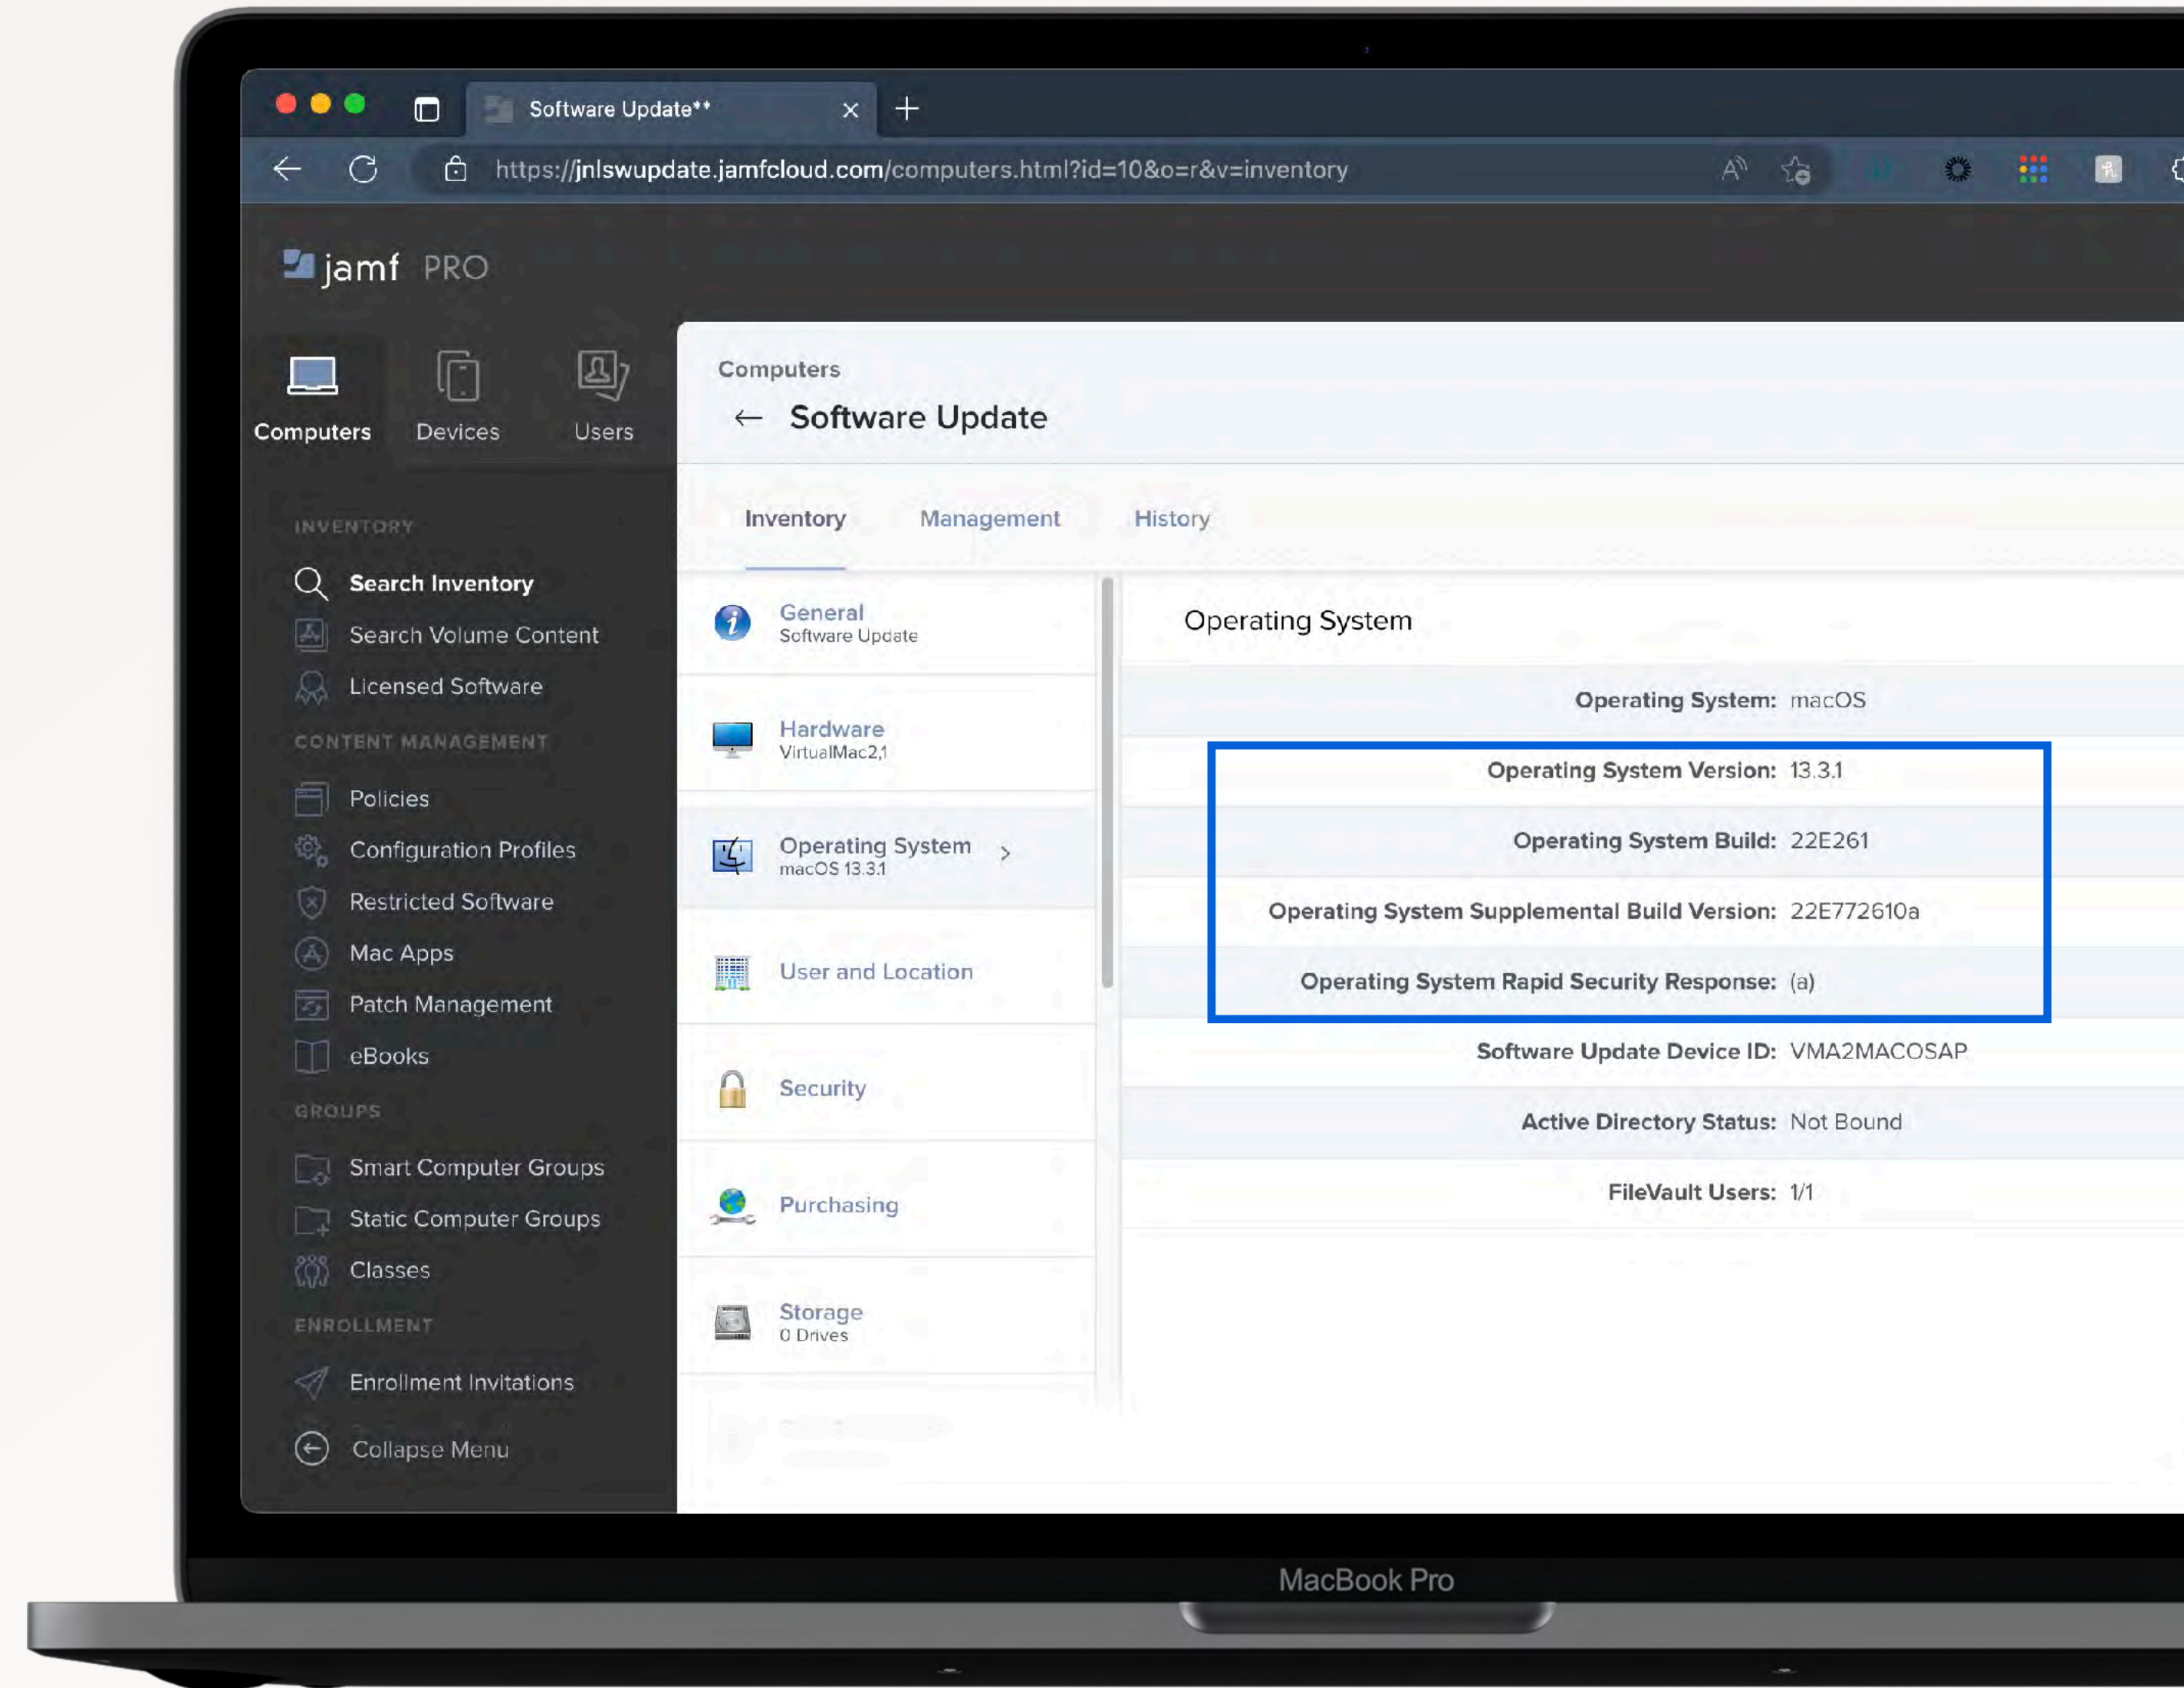 Software Update**
https://jnlswupdate.jamfcloud.com/computers.html?id=10&o=r&v=inventory
jamf PRO
Computers
Devices
Users
INVENTORY
Search Inventory
Search Volume Content
Licensed Software
CONTENT MANAGEMENT
Policies
Configuration Profiles
Restricted Software
Mac Apps
Patch Management
eBooks
GROUPS
Smart Computer Groups
Static Computer Groups
Classes
ENROLLMENT
Enrollment Invitations
Collapse Menu
Computers
Software Update
Inventory
Management
History
General
Software Update
Hardware
VirtualMac2,1
Operating System
macOS 13.3.1
User and Location
Security
Purchasing
Storage
0 Drives
Operating System
Operating System: macOS
Operating System Version: 13.3.1
Operating System Build: 22E261
Operating System Supplemental Build Version: 22E772610a
Operating System Rapid Security Response: (a)
Software Update Device ID: VMA2MACOSAP
Active Directory Status: Not Bound
FileVault Users: 1/1
MacBook Pro